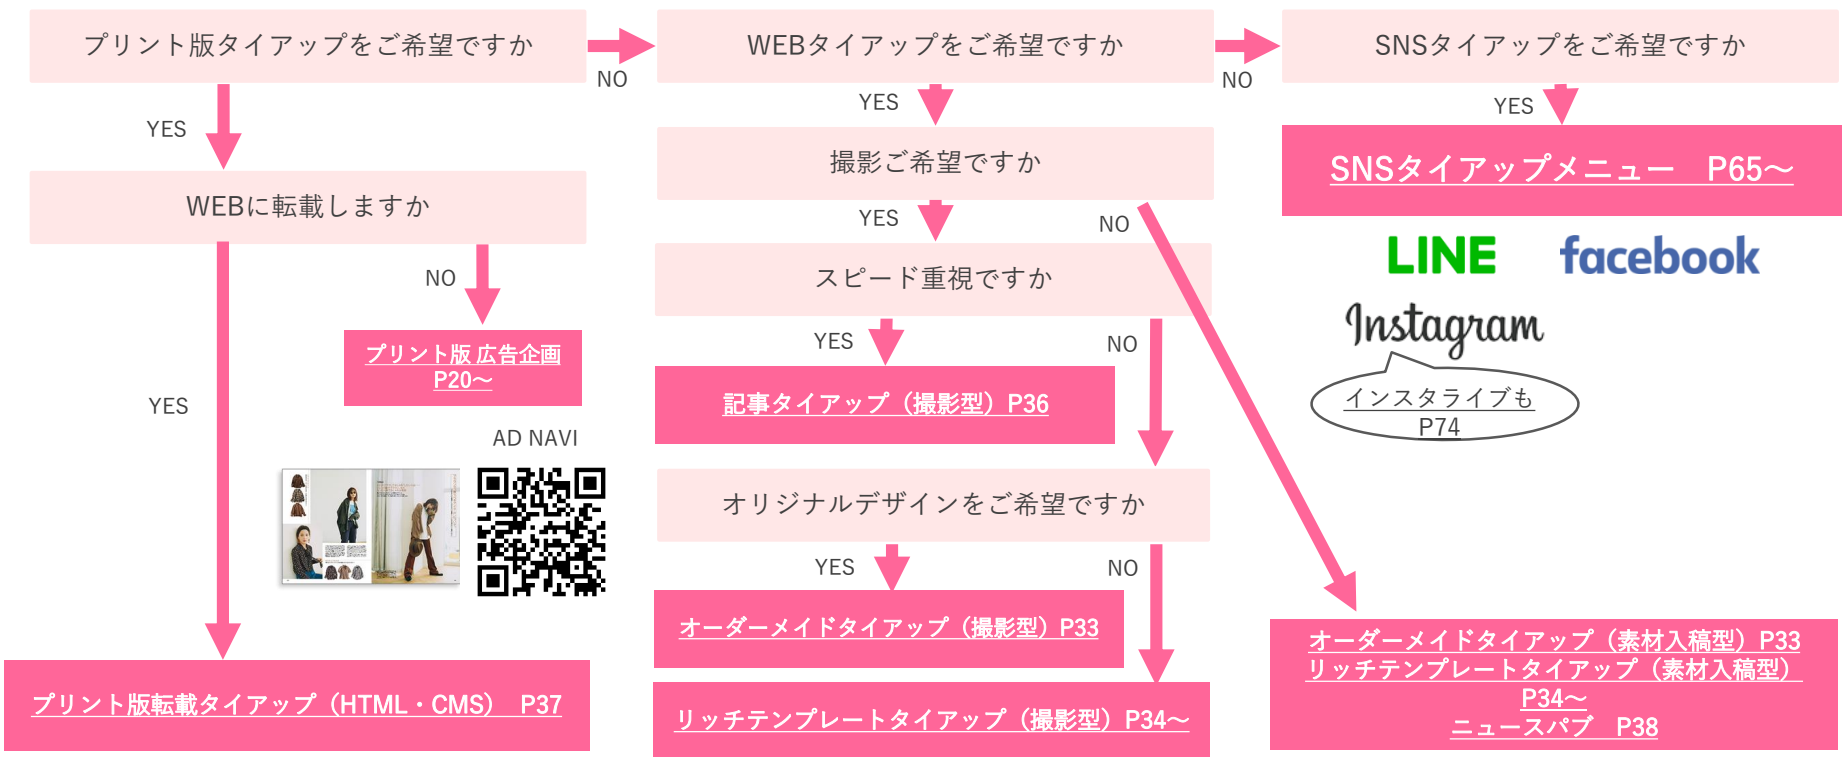 プリント版タイアップをご希望ですか
NO
WEBタイアップをご希望ですか
NO
SNSタイアップをご希望ですか
YES
YES
YES
WEBに転載しますか
撮影ご希望ですか
SNSタイアップメニュー　P65～
YES
NO
NO
スピード重視ですか
LINE
facebook
Instagram
インスタライブも
P74
プリント版 広告企画
P20～
YES
NO
YES
記事タイアップ（撮影型）P36
AD NAVI
オリジナルデザインをご希望ですか
YES
NO
オーダーメイドタイアップ（撮影型）P33
リッチテンプレートタイアップ（撮影型）P34～
プリント版転載タイアップ（HTML・CMS）　P37
オーダーメイドタイアップ（素材入稿型）P33
リッチテンプレートタイアップ（素材入稿型）
P34～
ニュースパブ　P38